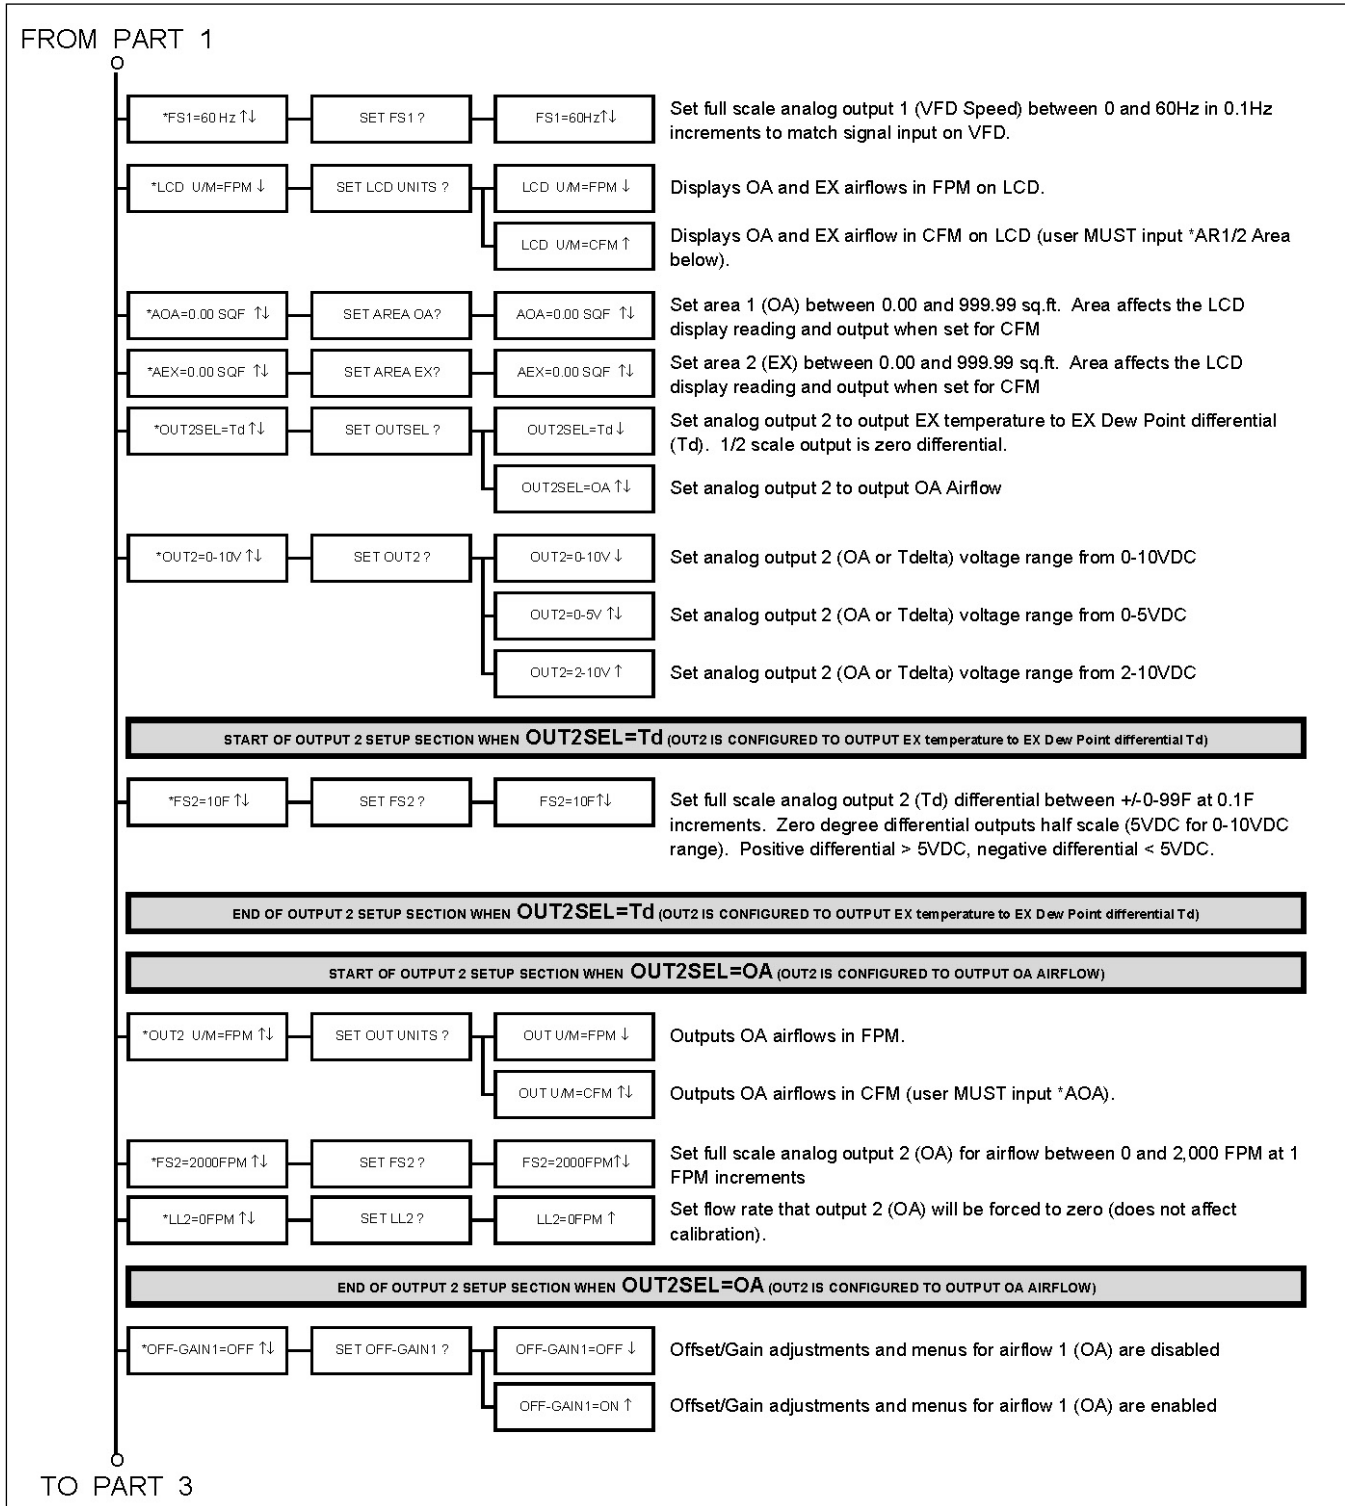 FROM PART 1
*FS1=60 Hz ↑↓ SET FS1 ? FS1=60Hz↑↓ Set full scale analog output 1 (VFD Speed) between 0 and 60Hz in 0.1Hz
increments to match signal input on VFD.
*LCD U/M=FPM ↓ SET LCD UNITS ? LCD U/M=FPM ↓ Displays OA and EX airflows in FPM on LCD.
LCD U/M=CFM ↑ Displays OA and EX airflow in CFM on LCD (user MUST input *AR1/2 Area
below).
*AOA=0.00 SQF ↑↓ SET AREA OA? AOA=0.00 SQF ↑↓ Set area 1 (OA) between 0.00 and 999.99 sq.ft. Area affects the LCD
display reading and output when set for CFM
*AEX=0.00 SQF ↑↓ SET AREA EX? AEX=0.00 SQF ↑↓ Set area 2 (EX) between 0.00 and 999.99 sq.ft. Area affects the LCD
display reading and output when set for CFM
*OUT2SEL=Td ↑↓ SET OUTSEL ? OUT2SEL=Td ↓ Set analog output 2 to output EX temperature to EX Dew Point differential
(Td). 1/2 scale output is zero differential.
OUT2SEL=OA ↑↓ Set analog output 2 to output OA Airflow
*OUT2=0-10V ↑↓ SET OUT2 ? OUT2=0-10V ↓ Set analog output 2 (OA or Tdelta) voltage range from 0-10VDC
OUT2=0-5V ↑↓ Set analog output 2 (OA or Tdelta) voltage range from 0-5VDC
OUT2=2-10V ↑ Set analog output 2 (OA or Tdelta) voltage range from 2-10VDC
START OF OUTPUT 2 SETUP SECTION WHEN OUT2SEL=Td (OUT2 IS CONFIGURED TO OUTPUT EX temperature to EX Dew Point differential Td)
*FS2=10F ↑↓ SET FS2 ? FS2=10F↑↓ Set full scale analog output 2 (Td) differential between +/-0-99F at 0.1F
increments. Zero degree differential outputs half scale (5VDC for 0-10VDC
range). Positive differential > 5VDC, negative differential < 5VDC.
END OF OUTPUT 2 SETUP SECTION WHEN OUT2SEL=Td (OUT2 IS CONFIGURED TO OUTPUT EX temperature to EX Dew Point differential Td)
START OF OUTPUT 2 SETUP SECTION WHEN OUT2SEL=OA (OUT2 IS CONFIGURED TO OUTPUT OA AIRFLOW)
*OUT2 U/M=FPM ↑↓ SET OUT UNITS ? OUT U/M=FPM ↓ Outputs OA airflows in FPM.
OUT U/M=CFM ↑↓ Outputs OA airflows in CFM (user MUST input *AOA).
*FS2=2000FPM ↑↓ SET FS2 ? FS2=2000FPM↑↓ Set full scale analog output 2 (OA) for airflow between 0 and 2,000 FPM at 1
FPM increments
*LL2=0FPM ↑↓ SET LL2 ? LL2=0FPM ↑ Set flow rate that output 2 (OA) will be forced to zero (does not affect
calibration).
END OF OUTPUT 2 SETUP SECTION WHEN OUT2SEL=OA (OUT2 IS CONFIGURED TO OUTPUT OA AIRFLOW)
*OFF-GAIN1=OFF ↑↓ SET OFF-GAIN1 ? OFF-GAIN1=OFF ↓ Offset/Gain adjustments and menus for airflow 1 (OA) are disabled
OFF-GAIN1=ON ↑ Offset/Gain adjustments and menus for airflow 1 (OA) are enabled
TO PART 3